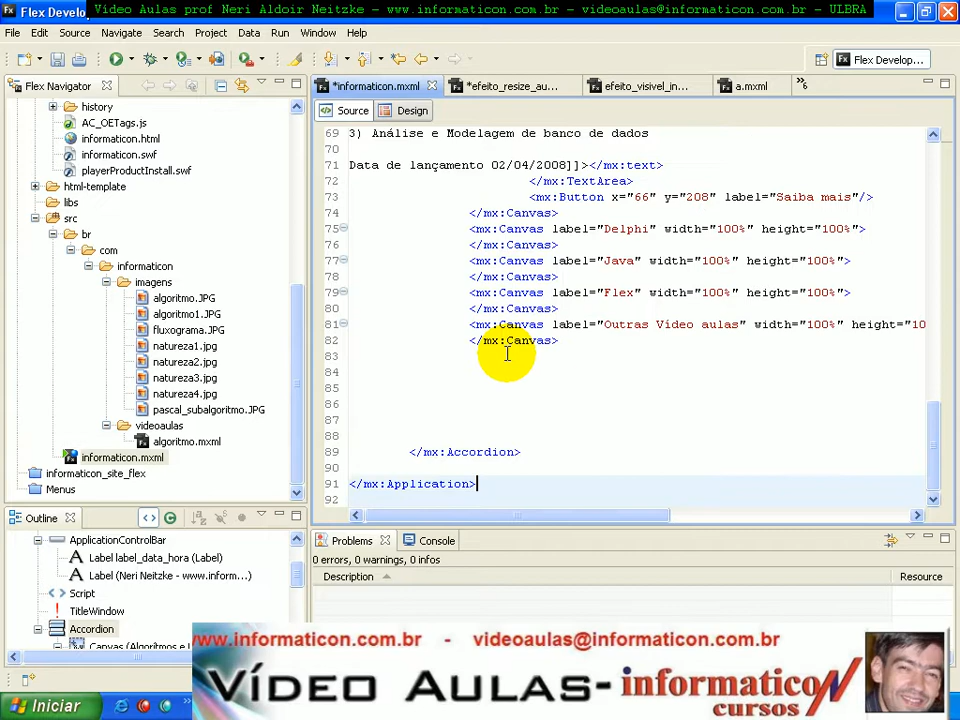 Vídeo Aulas prof Neri Aldoir Neitzke - www.informaticon.com.br - videoaulas@informaticon.com.br - ULBRA
Flex Develo
File Edit Source Navigate Search Project Data Run Window Help
Flex Develop...
Flex Navigator
*informaticon.mxml
*efeito_resize_au...
efeito_visivel_in...
a.mxml
Source Design
history
AC_OETags.js
informaticon.html
informaticon.swf
playerProductInstall.swf
html-template
libs
src
br
com
informaticon
imagens
algoritmo.JPG
algoritmo1.JPG
fluxograma.JPG
natureza1.jpg
natureza2.jpg
natureza3.jpg
natureza4.jpg
pascal_subalgoritmo.JPG
videoaulas
algoritmo.mxml
informaticon.mxml
informaticon_site_flex
Menus
69 3) Análise e Modelagem de banco de dados
70
71 Data de lançamento 02/04/2008]]></mx:text>
72 </mx:TextArea>
73 <mx:Button x="66" y="208" label="Saiba mais"/>
74 </mx:Canvas>
75 <mx:Canvas label="Delphi" width="100%" height="100%">
76 </mx:Canvas>
77 <mx:Canvas label="Java" width="100%" height="100%">
78 </mx:Canvas>
79 <mx:Canvas label="Flex" width="100%" height="100%">
80 </mx:Canvas>
81 <mx:Canvas label="Outras Vídeo aulas" width="100%" height="10
82 </mx:Canvas>
83
84
85
86
87
88
89 </mx:Accordion>
90
91 </mx:Application>
92
Outline
ApplicationControlBar
Label label_data_hora (Label)
Label (Neri Neitzke - www.inform...)
Script
TitleWindow
Accordion
Canvas (Algoritmos e L
Problems Console
0 errors, 0 warnings, 0 infos
Description Resource
www.informaticon.com.br - videoaulas@informaticon.com.br
Vídeo Aulas- informaticon
cursos
Iniciar